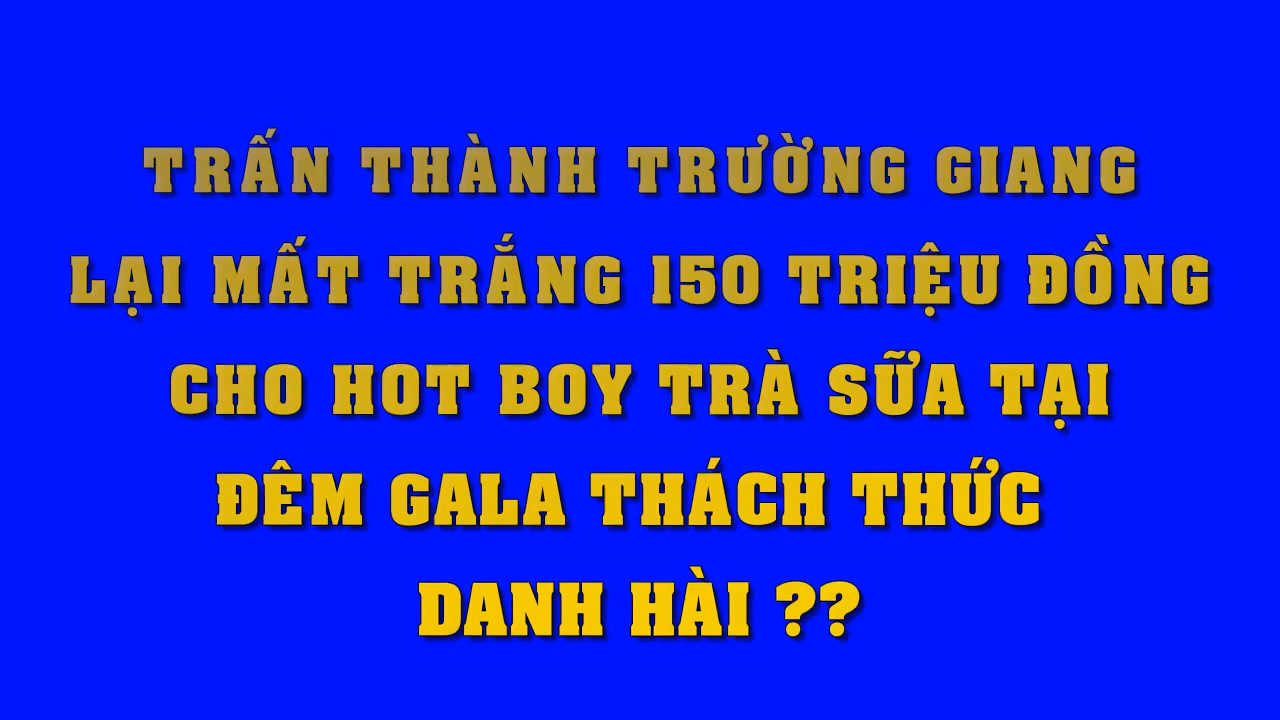 TRẤN THÀNH TRƯỜNG GIANG
LẠI MẤT TRẮNG 150 TRIỆU ĐỒNG
CHO HOT BOY TRÀ SỮA TẠI
ĐÊM GALA THÁCH THỨC
DANH HÀI ??